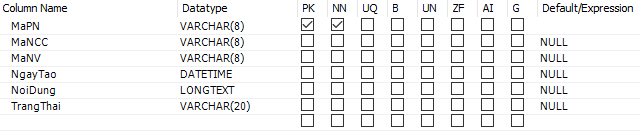 Column Name Datatype PK NN UQ B UN ZF AI G Default/Expression
MaPN VARCHAR(8)
MaNCC VARCHAR(8) NULL
MaNV VARCHAR(8) NULL
NgayTao DATETIME NULL
NoiDung LONGTEXT NULL
TrangThai VARCHAR(20) NULL